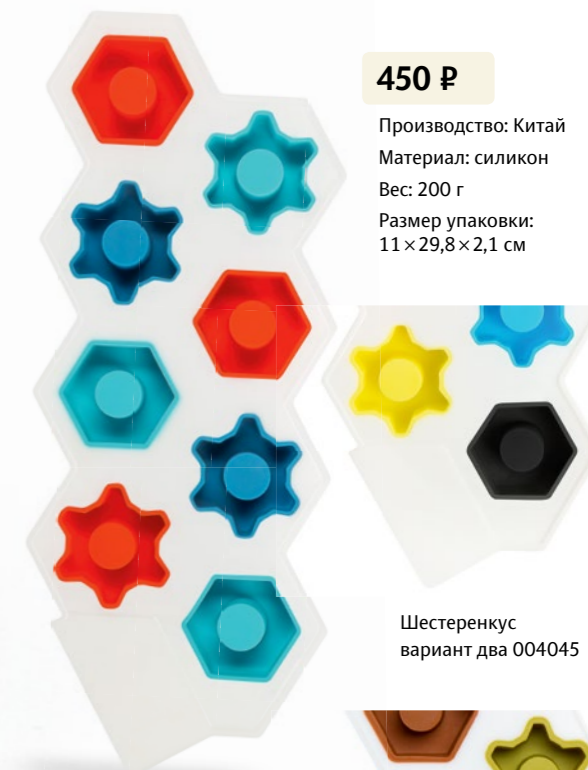 450 ₽
Производство: Китай
Материал: силикон
Вес: 200 г
Размер упаковки:
11×29,8×2,1 см
Шестеренкус
вариант два 004045